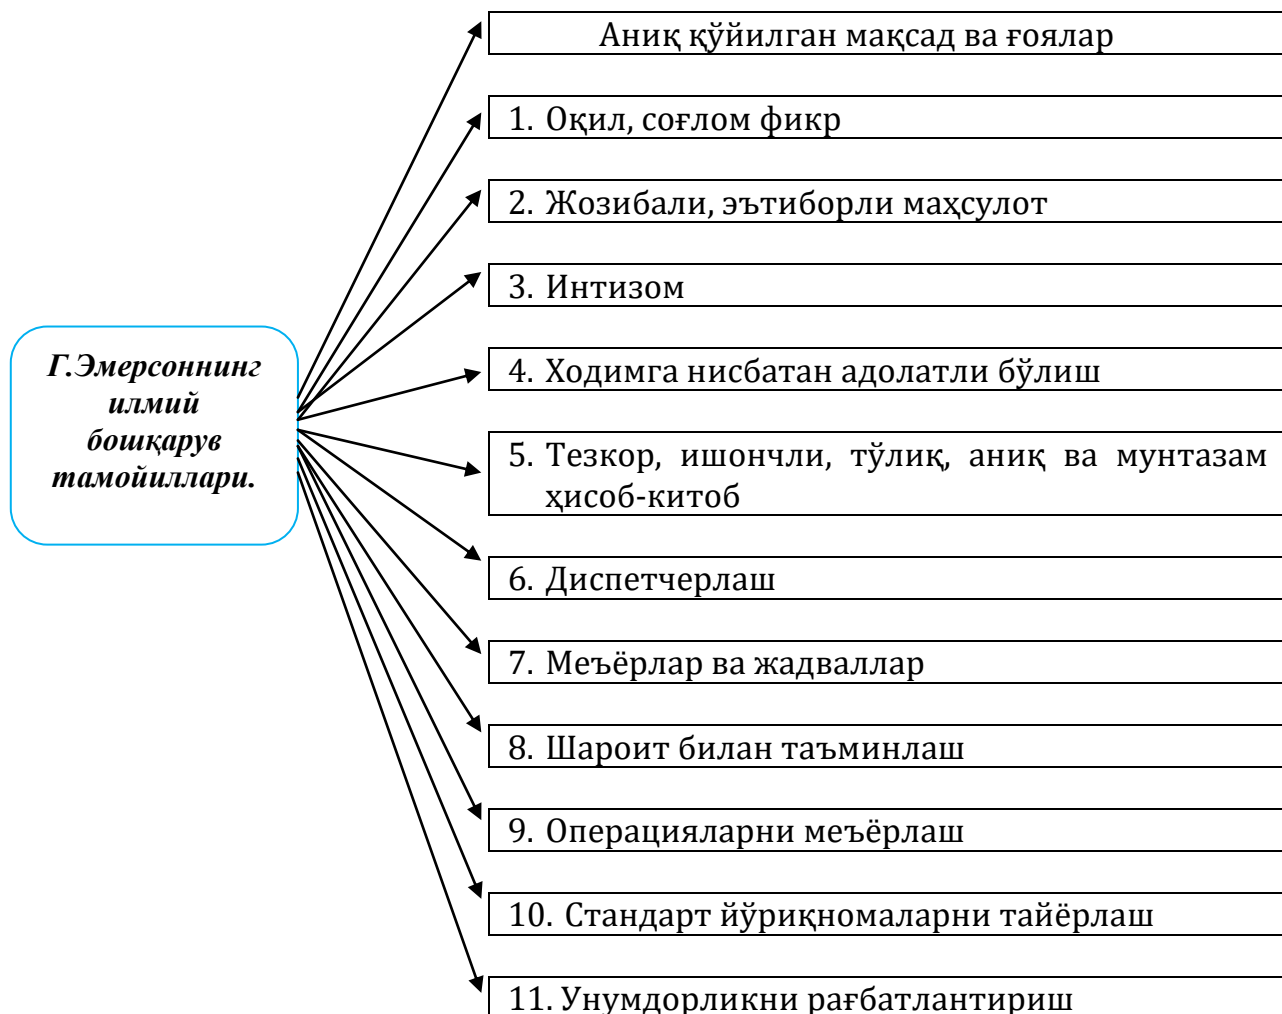 Г.Эмерсоннинг
илмий
бошқарув
тамойиллари.
Аниқ қўйилган мақсад ва ғоялар
1. Оқил, соғлом фикр
2. Жозибали, эътиборли маҳсулот
3. Интизом
4. Ходимга нисбатан адолатли бўлиш
5. Тезкор, ишончли, тўлиқ, аниқ ва мунтазам
ҳисоб-китоб
6. Диспетчерлаш
7. Меъёрлар ва жадваллар
8. Шароит билан таъминлаш
9. Операцияларни меъёрлаш
10. Стандарт йўриқномаларни тайёрлаш
11. Унумдорликни рағбатлантириш